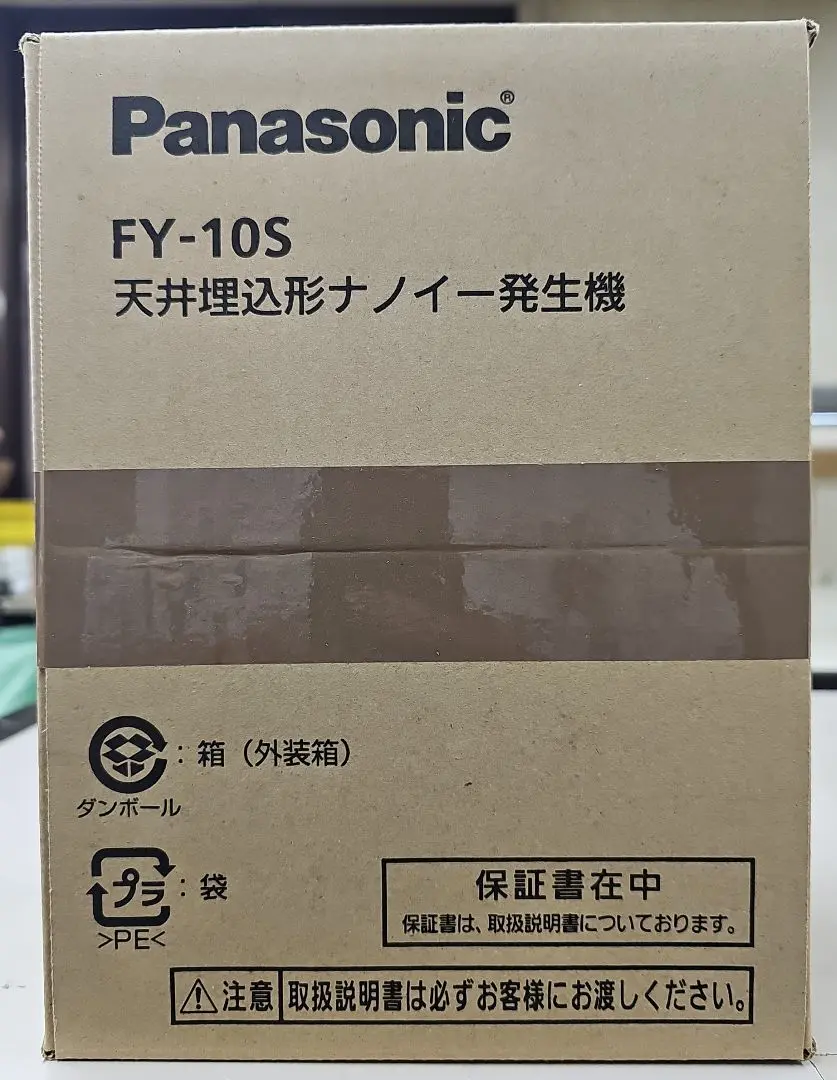 Panasonic®
FY-10S
天井埋込形ナノイー発生機
：箱（外装箱）
ダンボール
プラ：袋
>PE<
保証書在中
保証書は、取扱説明書についております。
注意 取扱説明書は必ずお客様にお渡しください。